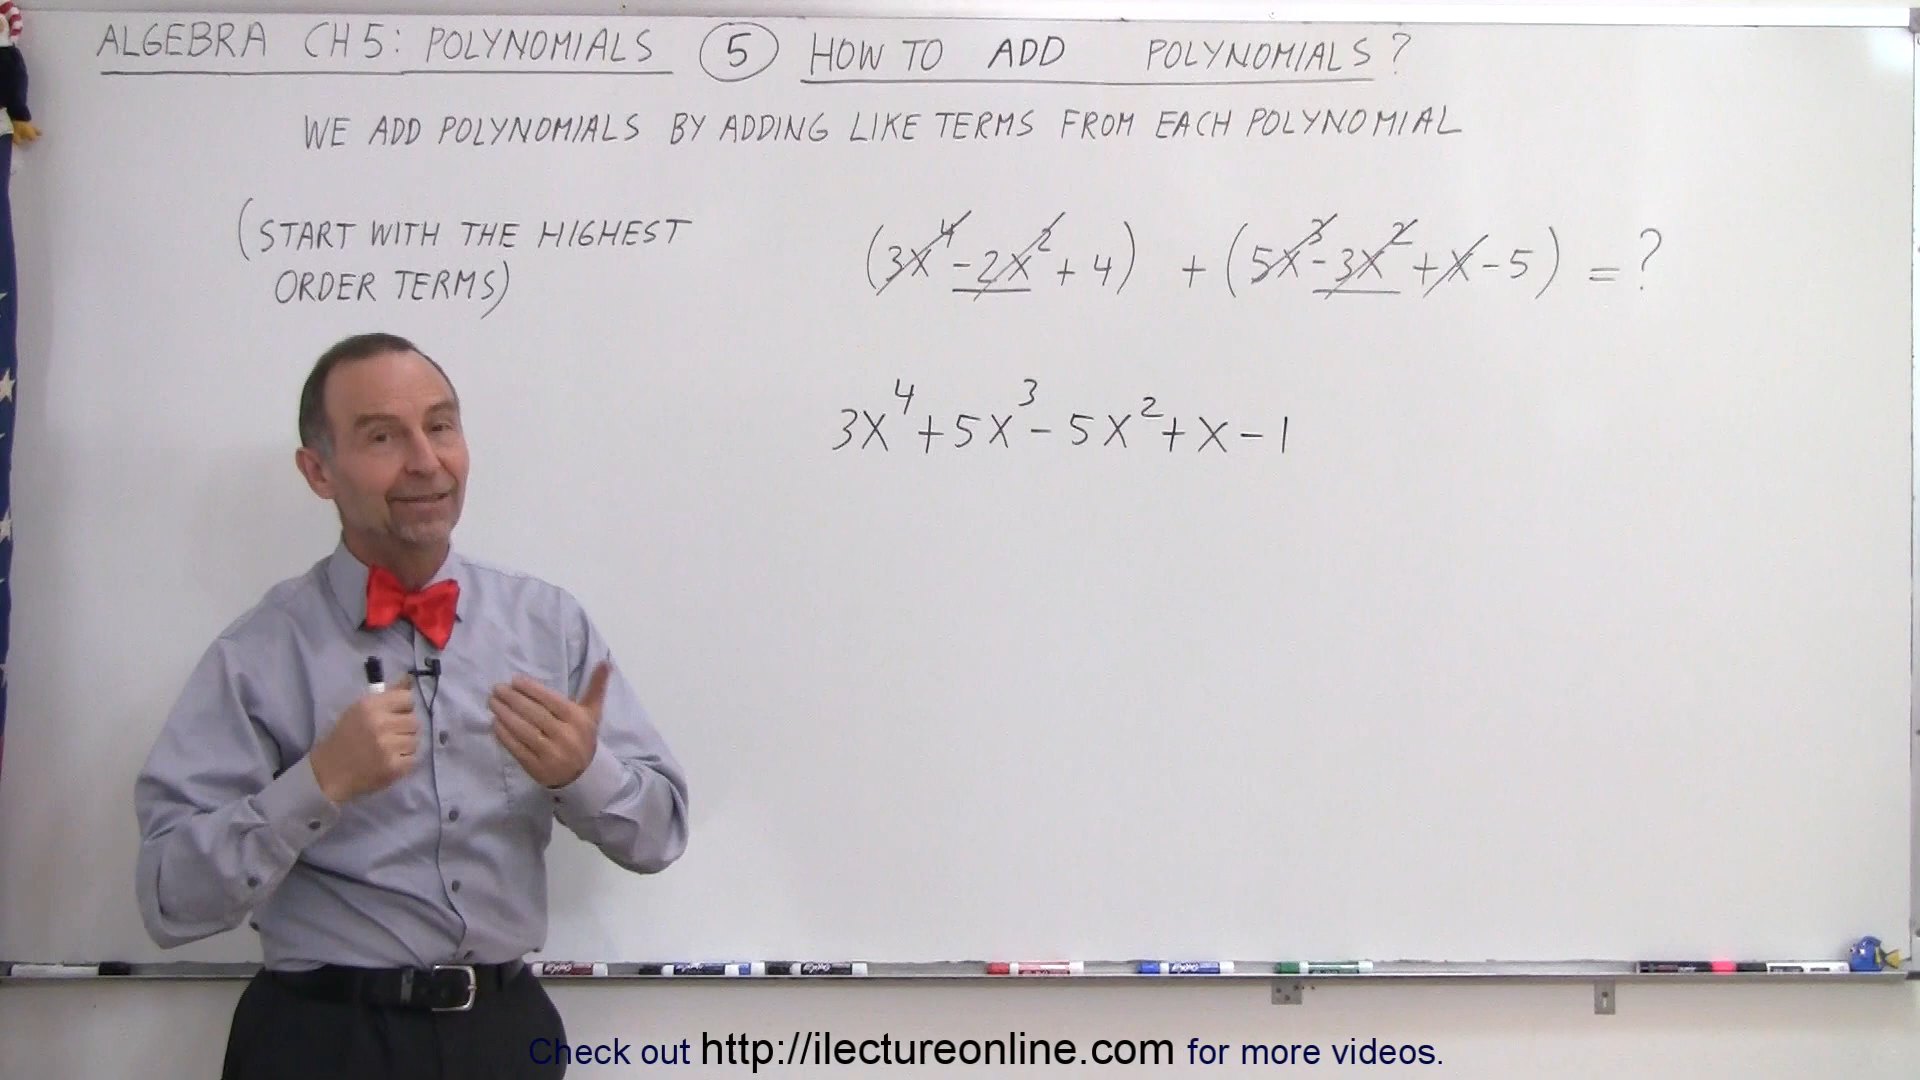 ALGEBRA CH 5: POLYNOMIALS 5 HOW TO ADD POLYNOMIALS?
WE ADD POLYNOMIALS BY ADDING LIKE TERMS FROM EACH POLYNOMIAL
(START WITH THE HIGHEST
ORDER TERMS)
(3x⁴-2x²+4) + (5x³-3x²+x-5) = ?
3x⁴+5x³-5x²+x-1
Check out http://ilectureonline.com for more videos.